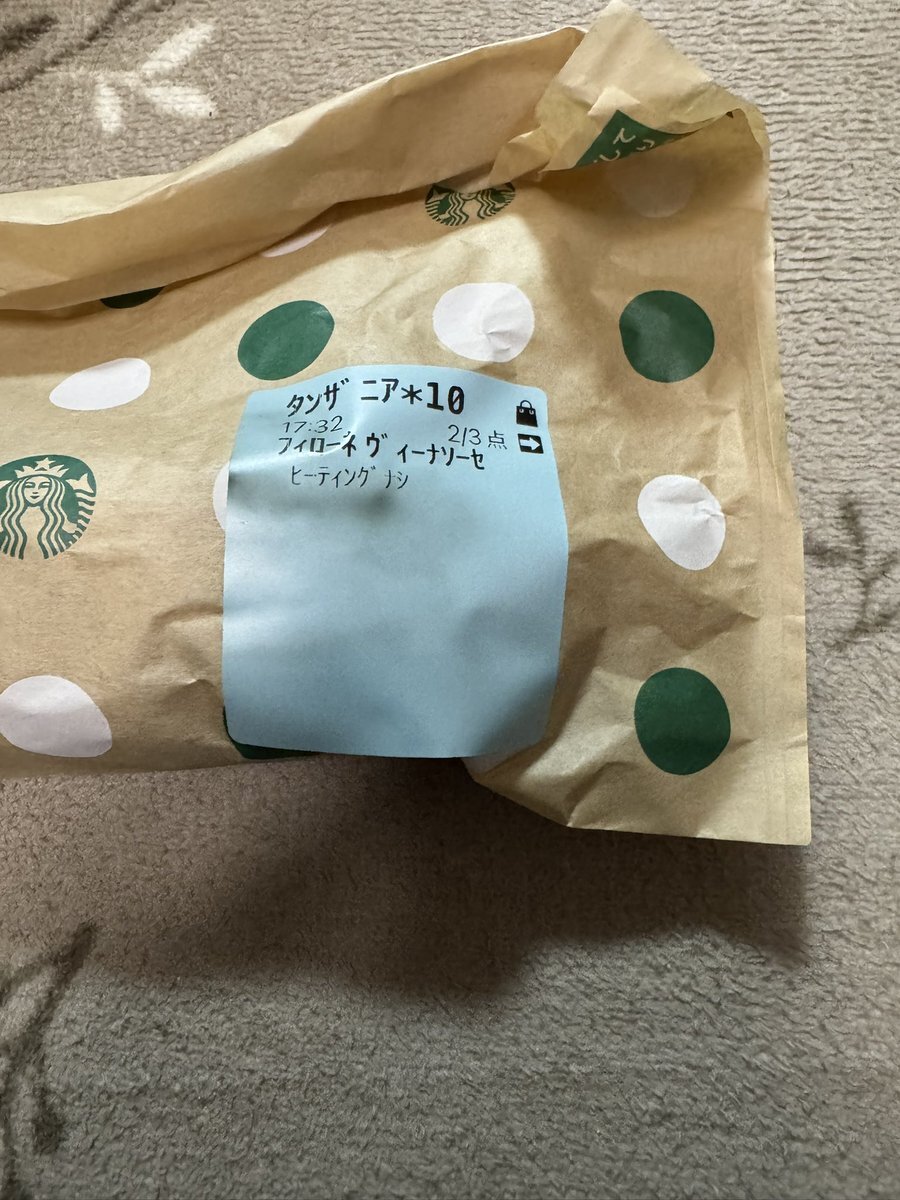 タンザニア*10
17:32 2/3点
フィローネヴィーナソーセ
ヒーティングナシ